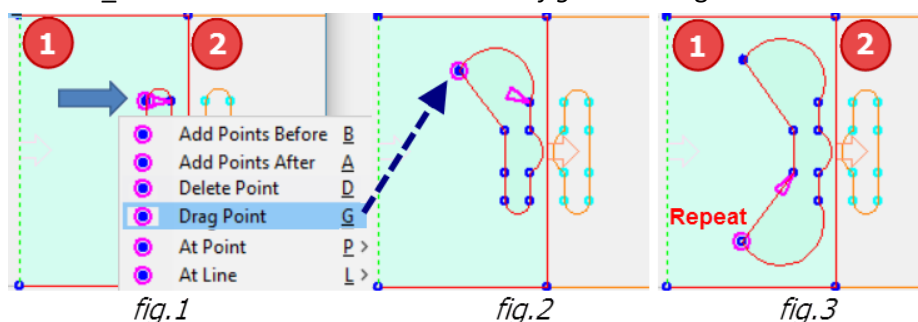 1
2
Add Points Before B
Add Points After A
Delete Point D
Drag Point G
At Point P >
At Line L >
fig.1
fig.2
1
2
Repeat
fig.3